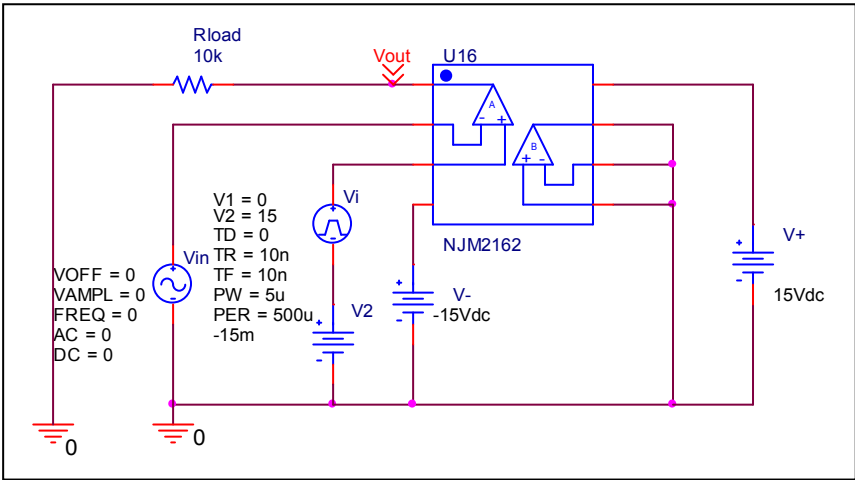 Rload
10k
Vout
U16
A
- +
B
+ -
NJM2162
Vi
V1 = 0
V2 = 15
TD = 0
TR = 10n
TF = 10n
PW = 5u
PER = 500u
-15m
+
-
Vin
+
-
VOFF = 0
VAMPL = 0
FREQ = 0
AC = 0
DC = 0
V2
+
-
V-
-15Vdc
+
-
V+
15Vdc
+
-
0
0